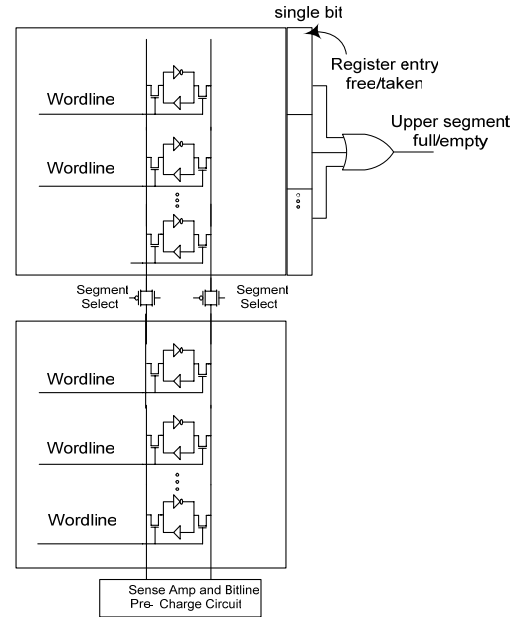 single bit
Register entry
free/taken
Wordline
Upper segment
full/empty
Wordline
Segment
Select
Segment
Select
Wordline
Wordline
Wordline
Sense Amp and Bitline
Pre- Charge Circuit